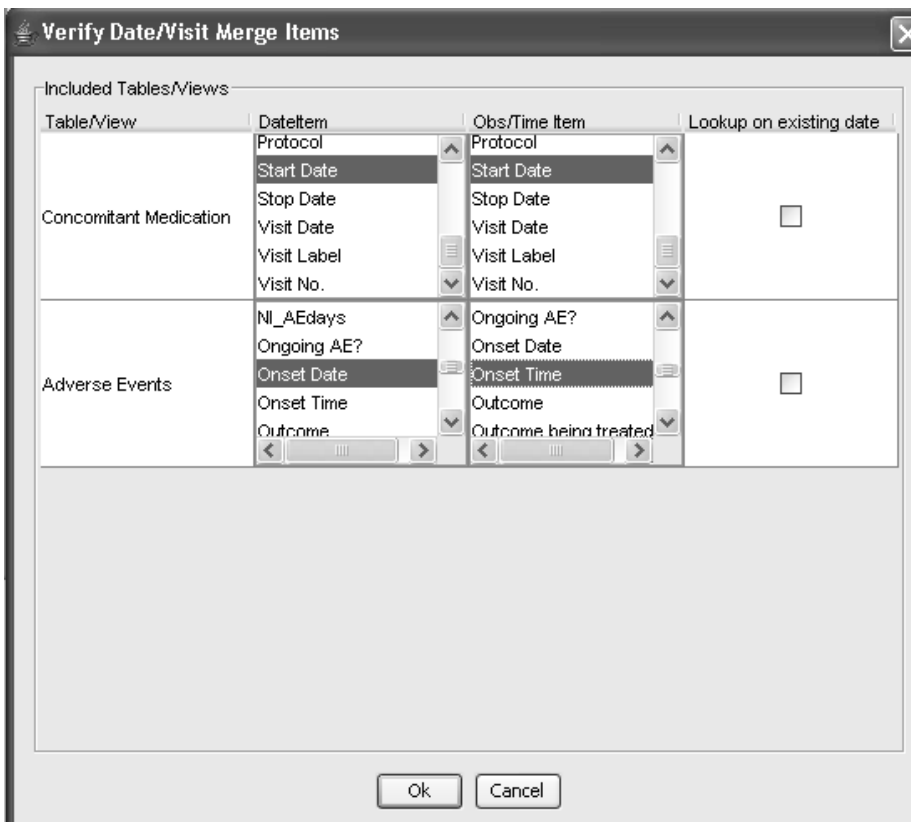 Verify Date/Visit Merge Items
Included Tables/Views
Table/View DateItem Obs/Time Item Lookup on existing date
Concomitant Medication
Protocol
Start Date
Stop Date
Visit Date
Visit Label
Visit No.
Protocol
Start Date
Stop Date
Visit Date
Visit Label
Visit No.
Adverse Events
NI_AEdays
Ongoing AE?
Onset Date
Onset Time
Outcome
Ongoing AE?
Onset Date
Onset Time
Outcome
Outcome being treated
Ok Cancel